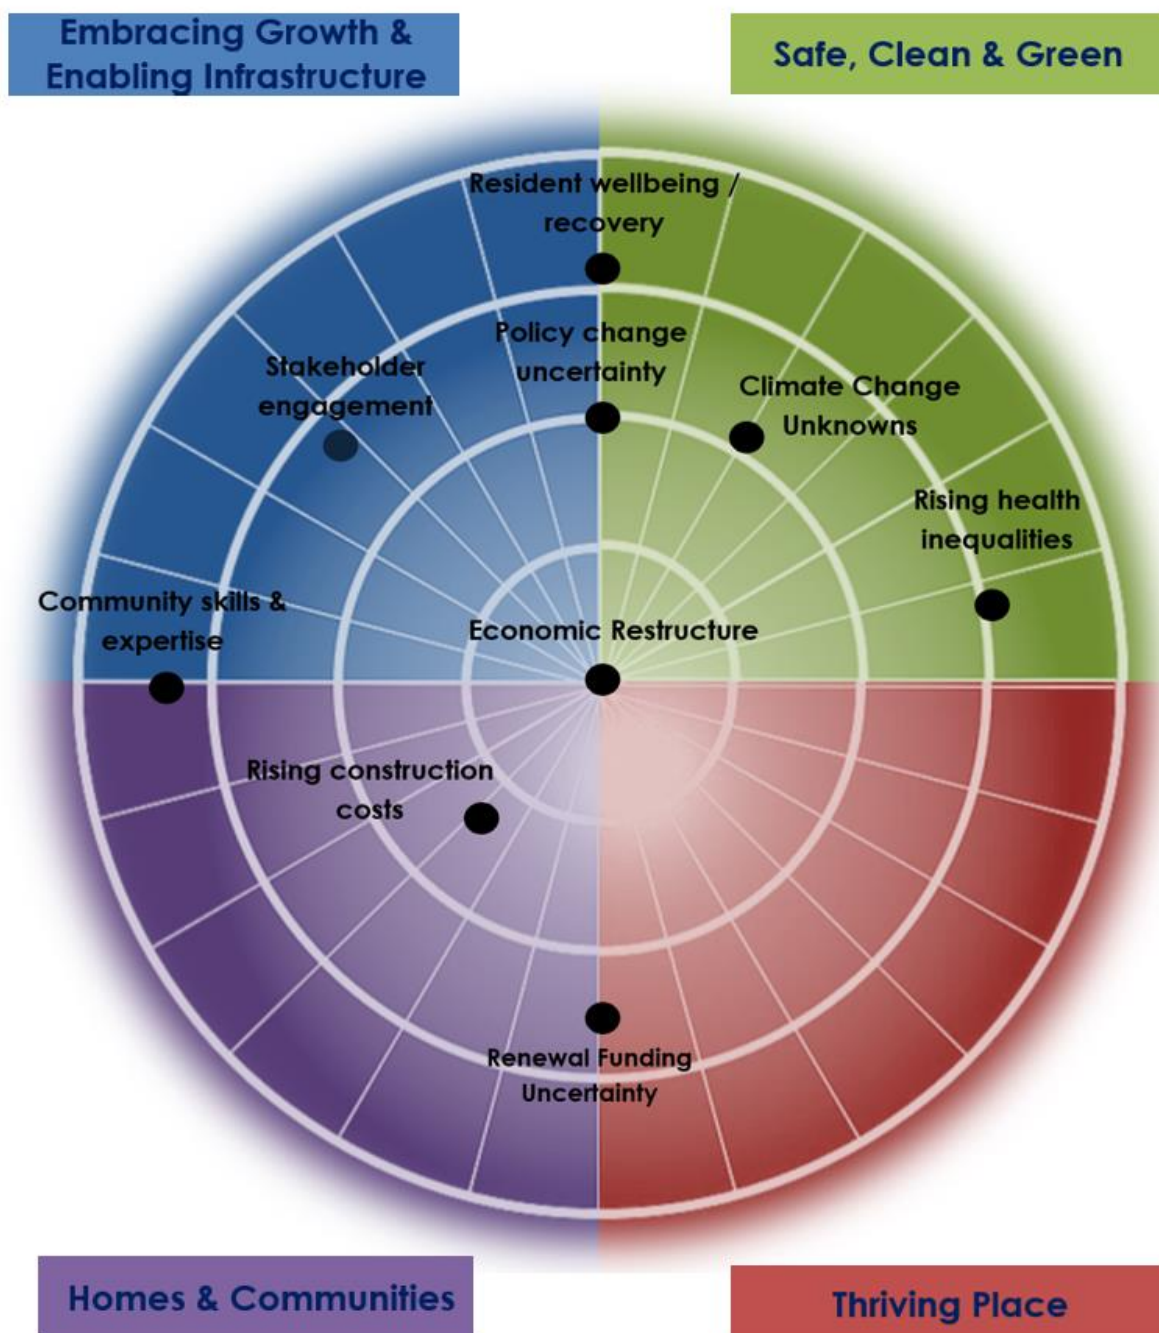 Embracing Growth &
Enabling Infrastructure
Safe, Clean & Green
Resident wellbeing /
recovery
Policy change
uncertainty
Stakeholder
engagement
Climate Change
Unknowns
Rising health
inequalities
Community skills &
expertise
Economic Restructure
Rising construction
costs
Renewal Funding
Uncertainty
Homes & Communities
Thriving Place